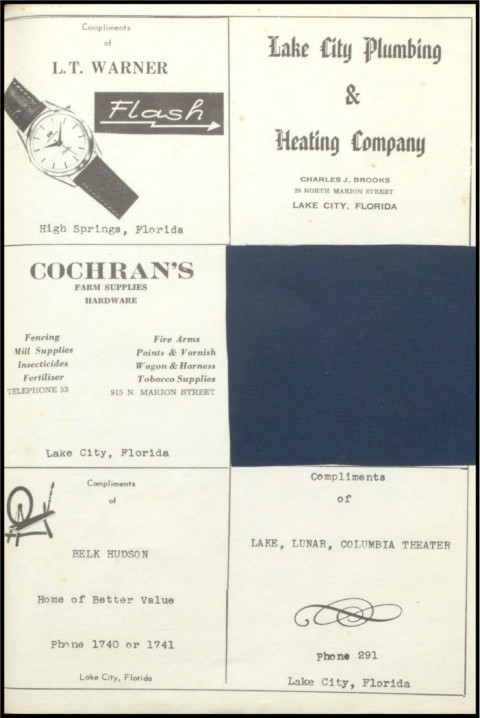 Compliments
of
L.T. WARNER
Flash
High Springs, Florida
Lake City Plumbing
&
Heating Company
CHARLES J. BROOKS
26 NORTH MARION STREET
LAKE CITY, FLORIDA
COCHRAN'S
FARM SUPPLIES
HARDWARE
Fencing
Mill Supplies
Insecticides
Fertiliser
TELEPHONE 53
Fire Arms
Paints & Varnish
Wagon & Harness
Tobacco Supplies
915 N. MARION STREET
Lake City, Florida
Compliments
of
BELK HUDSON
Home of Better Value
Phone 1740 or 1741
Lake City, Florida
Compliments
of
LAKE, LUNAR, COLUMBIA THEATER
Phone 291
Lake City, Florida